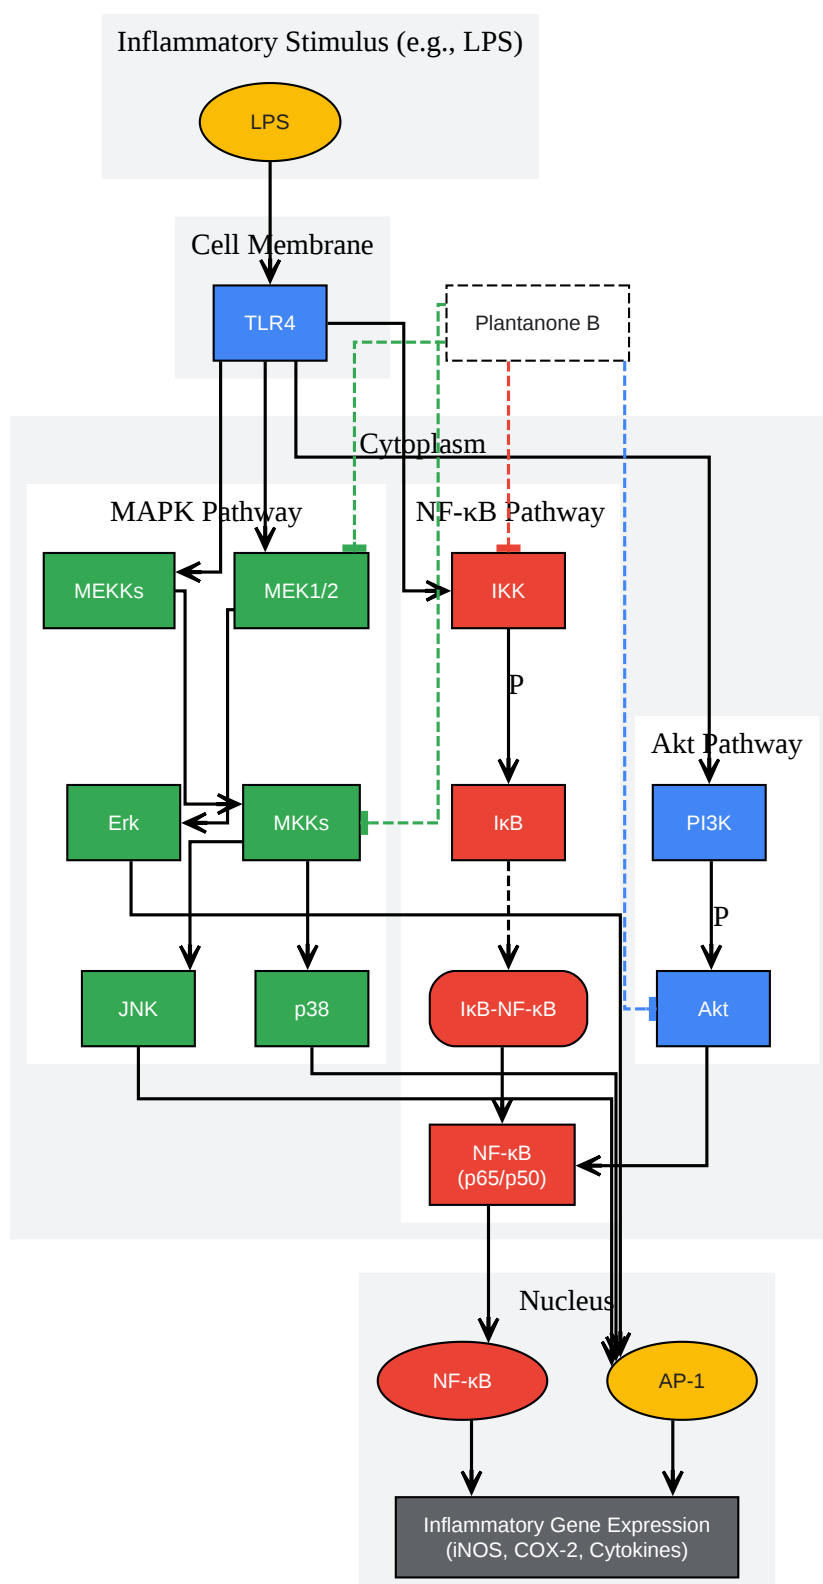 Inflammatory Stimulus (e.g., LPS)
LPS
Cell Membrane
TLR4
Plantanone B
Cytoplasm
MAPK Pathway
NF-κB Pathway
MEKKs
MEK1/2
IKK
P
Akt Pathway
Erk
MKKs
IκB
PI3K
P
JNK
p38
IκB-NF-κB
Akt
NF-κB
(p65/p50)
Nucleus
NF-κB
AP-1
Inflammatory Gene Expression
(iNOS, COX-2, Cytokines)